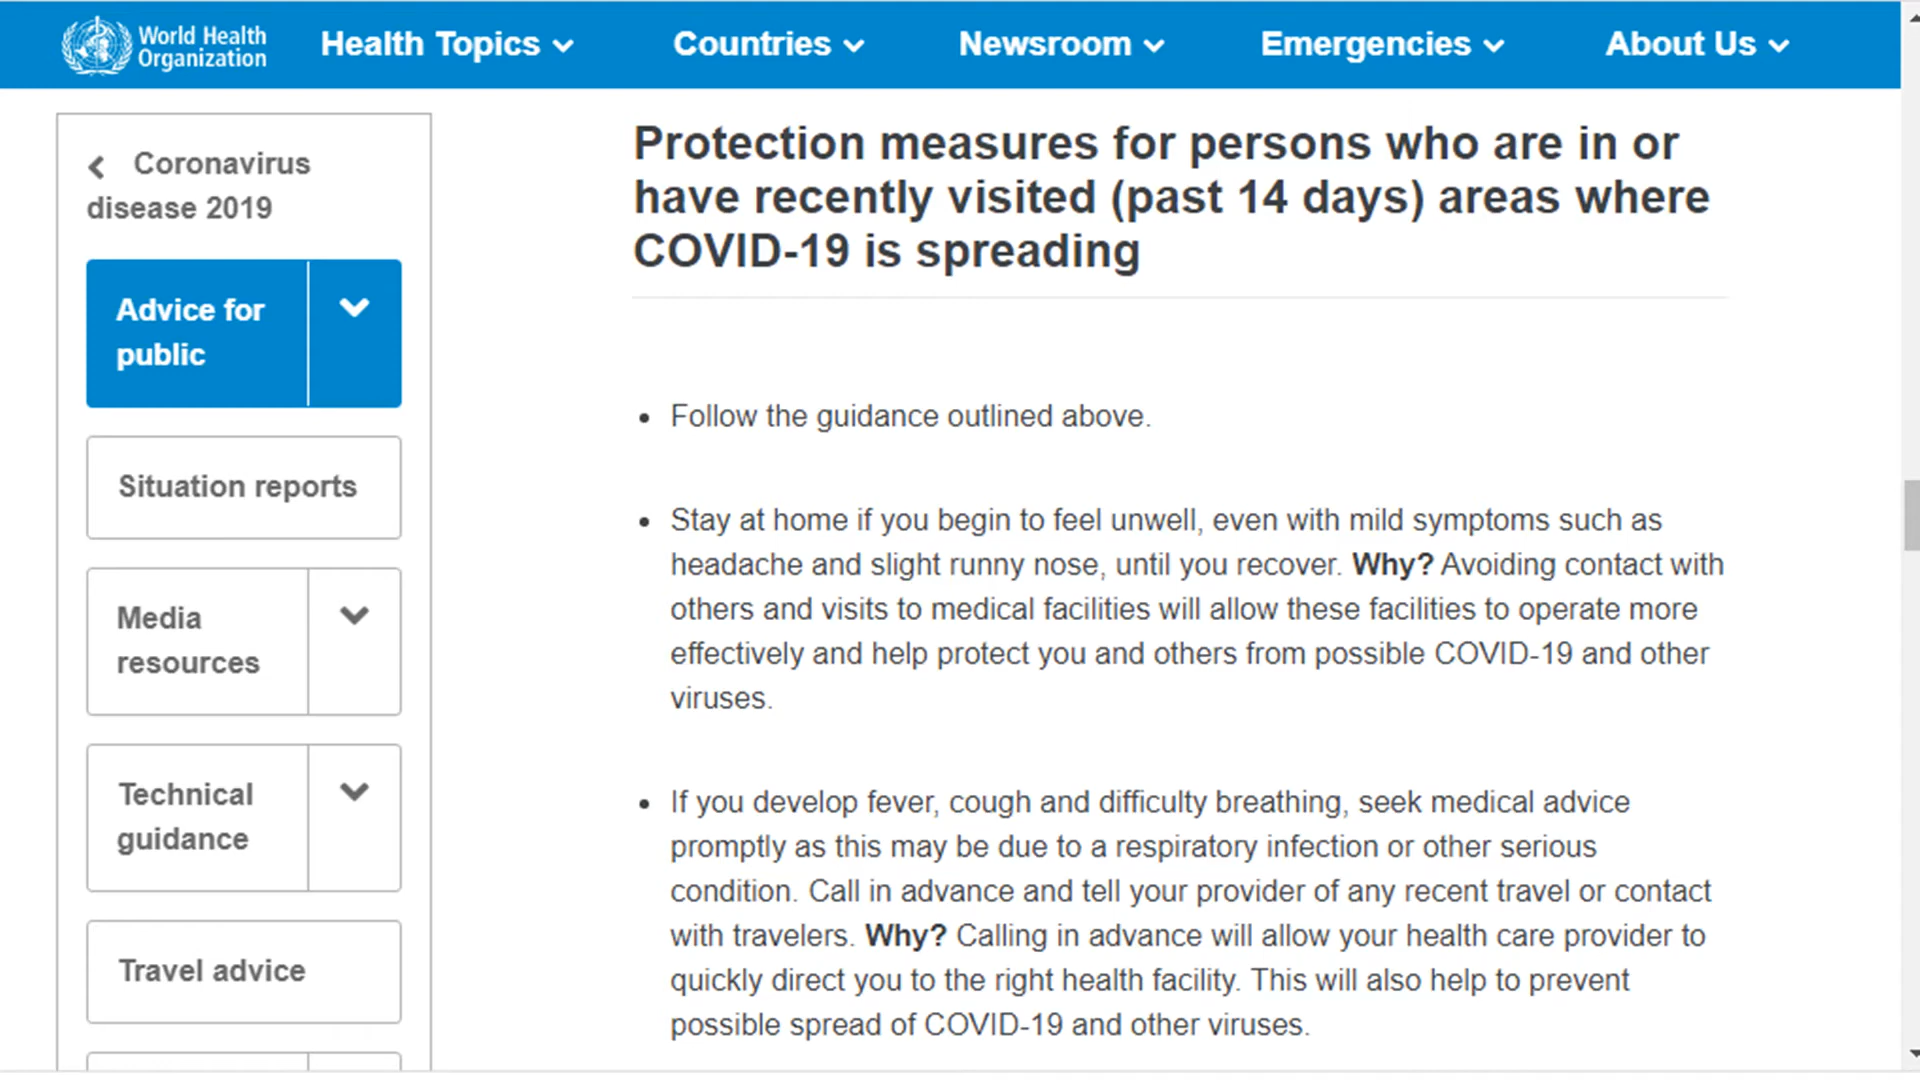 World Health
Organization
Health Topics
Countries
Newsroom
Emergencies
About Us
Coronavirus
disease 2019
Advice for
public
Situation reports
Media
resources
Technical
guidance
Travel advice
Protection measures for persons who are in or
have recently visited (past 14 days) areas where
COVID-19 is spreading
• Follow the guidance outlined above.
• Stay at home if you begin to feel unwell, even with mild symptoms such as
headache and slight runny nose, until you recover. Why? Avoiding contact with
others and visits to medical facilities will allow these facilities to operate more
effectively and help protect you and others from possible COVID-19 and other
viruses.
• If you develop fever, cough and difficulty breathing, seek medical advice
promptly as this may be due to a respiratory infection or other serious
condition. Call in advance and tell your provider of any recent travel or contact
with travelers. Why? Calling in advance will allow your health care provider to
quickly direct you to the right health facility. This will also help to prevent
possible spread of COVID-19 and other viruses.